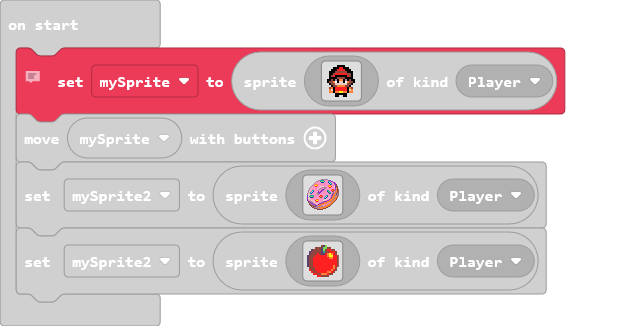 on start
set mySprite to sprite of kind Player
move mySprite with buttons
set mySprite2 to sprite of kind Player
set mySprite2 to sprite of kind Player